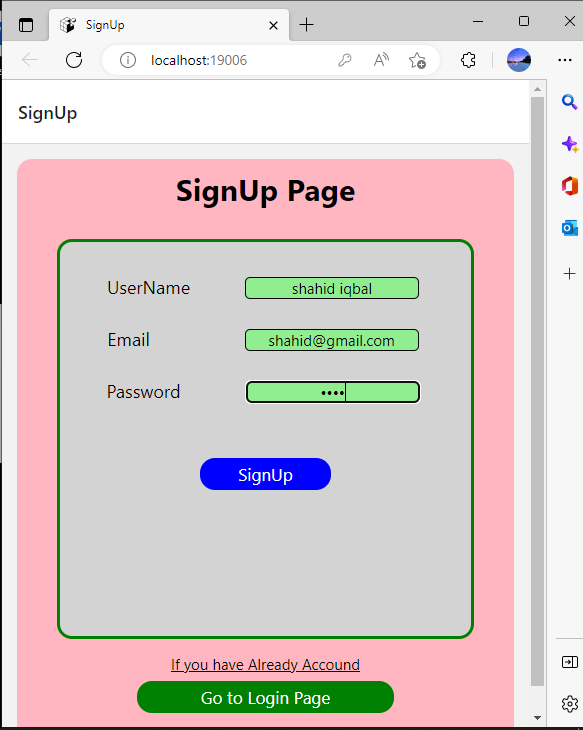 SignUp
localhost:19006
SignUp
SignUp Page
UserName shahid iqbal
Email shahid@gmail.com
Password ••••
SignUp
If you have Already Accound
Go to Login Page